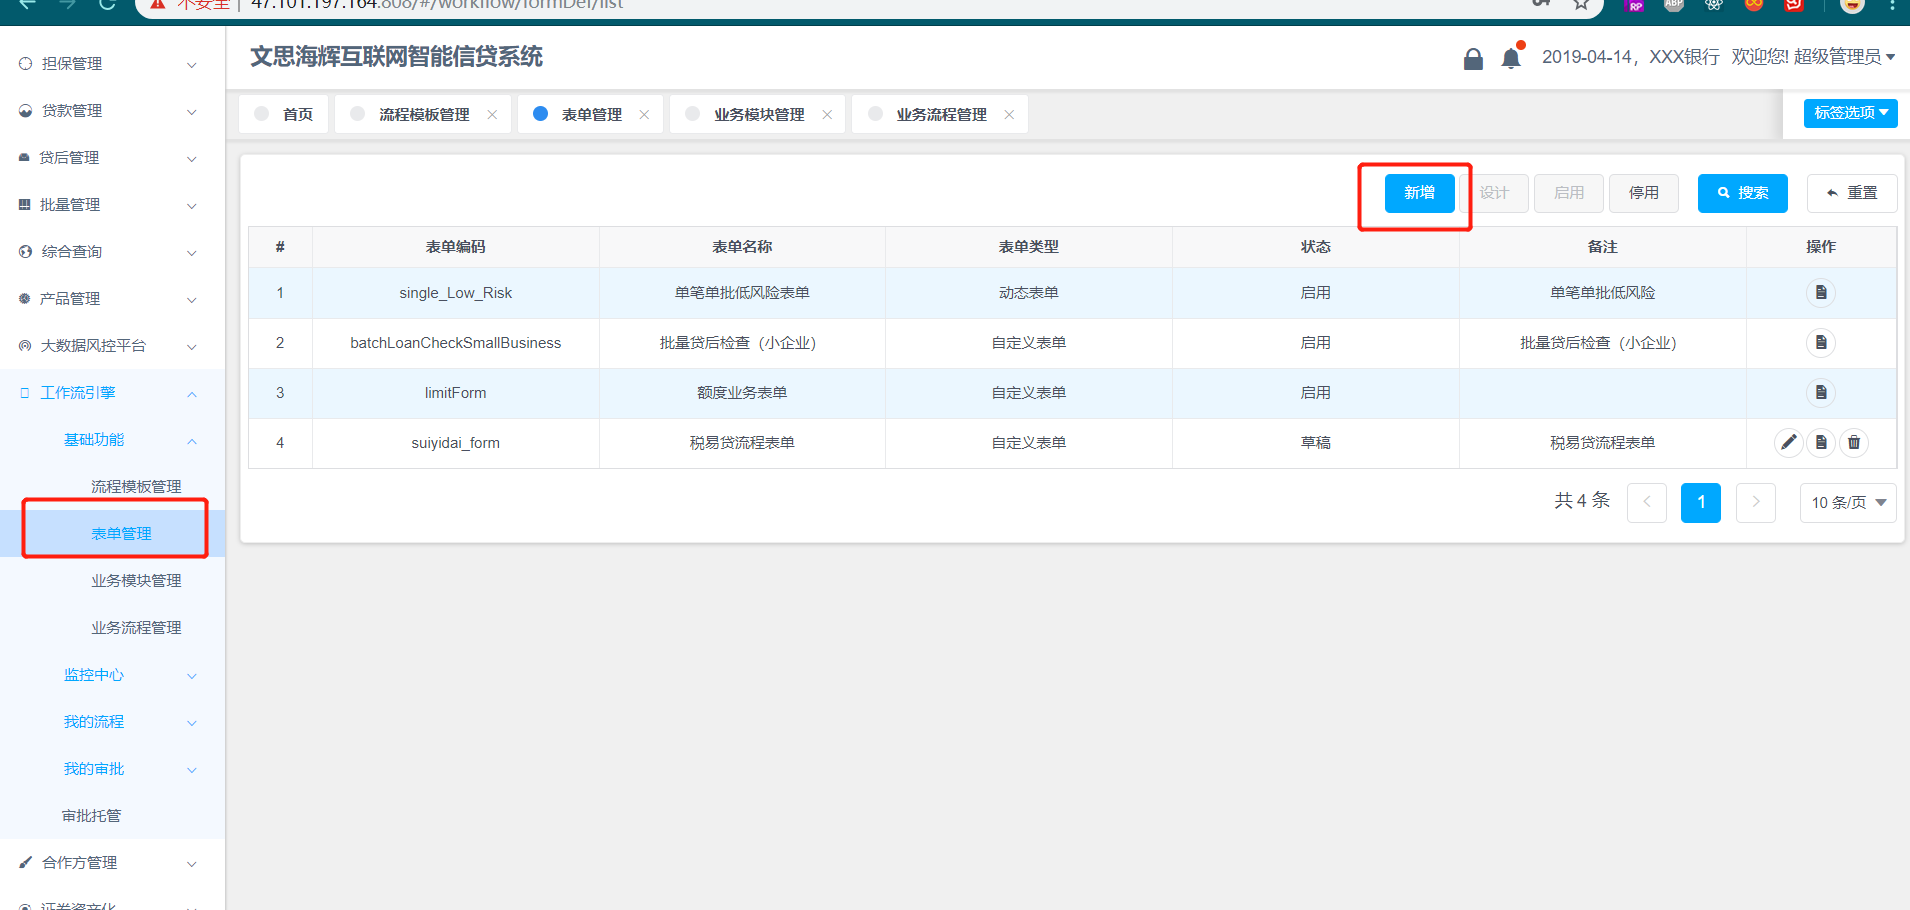 不安全 | 47.101.197.164:808/#/workflow/formDef/list
文思海辉互联网智能信贷系统
2019-04-14，XXX银行 欢迎您! 超级管理员
首页
流程模板管理
表单管理
业务模块管理
业务流程管理
标签选项
担保管理
贷款管理
贷后管理
批量管理
综合查询
产品管理
大数据风控平台
工作流引擎
基础功能
流程模板管理
表单管理
业务模块管理
业务流程管理
监控中心
我的流程
我的审批
审批托管
合作方管理
证券资产化
新增 设计 启用 停用 搜索 重置
# 表单编码 表单名称 表单类型 状态 备注 操作
1 single_Low_Risk 单笔单批低风险表单 动态表单 启用 单笔单批低风险
2 batchLoanCheckSmallBusiness 批量贷后检查（小企业） 自定义表单 启用 批量贷后检查（小企业）
3 limitForm 额度业务表单 自定义表单 启用
4 suiyidai_form 税易贷流程表单 自定义表单 草稿 税易贷流程表单
共 4 条 1 10 条/页